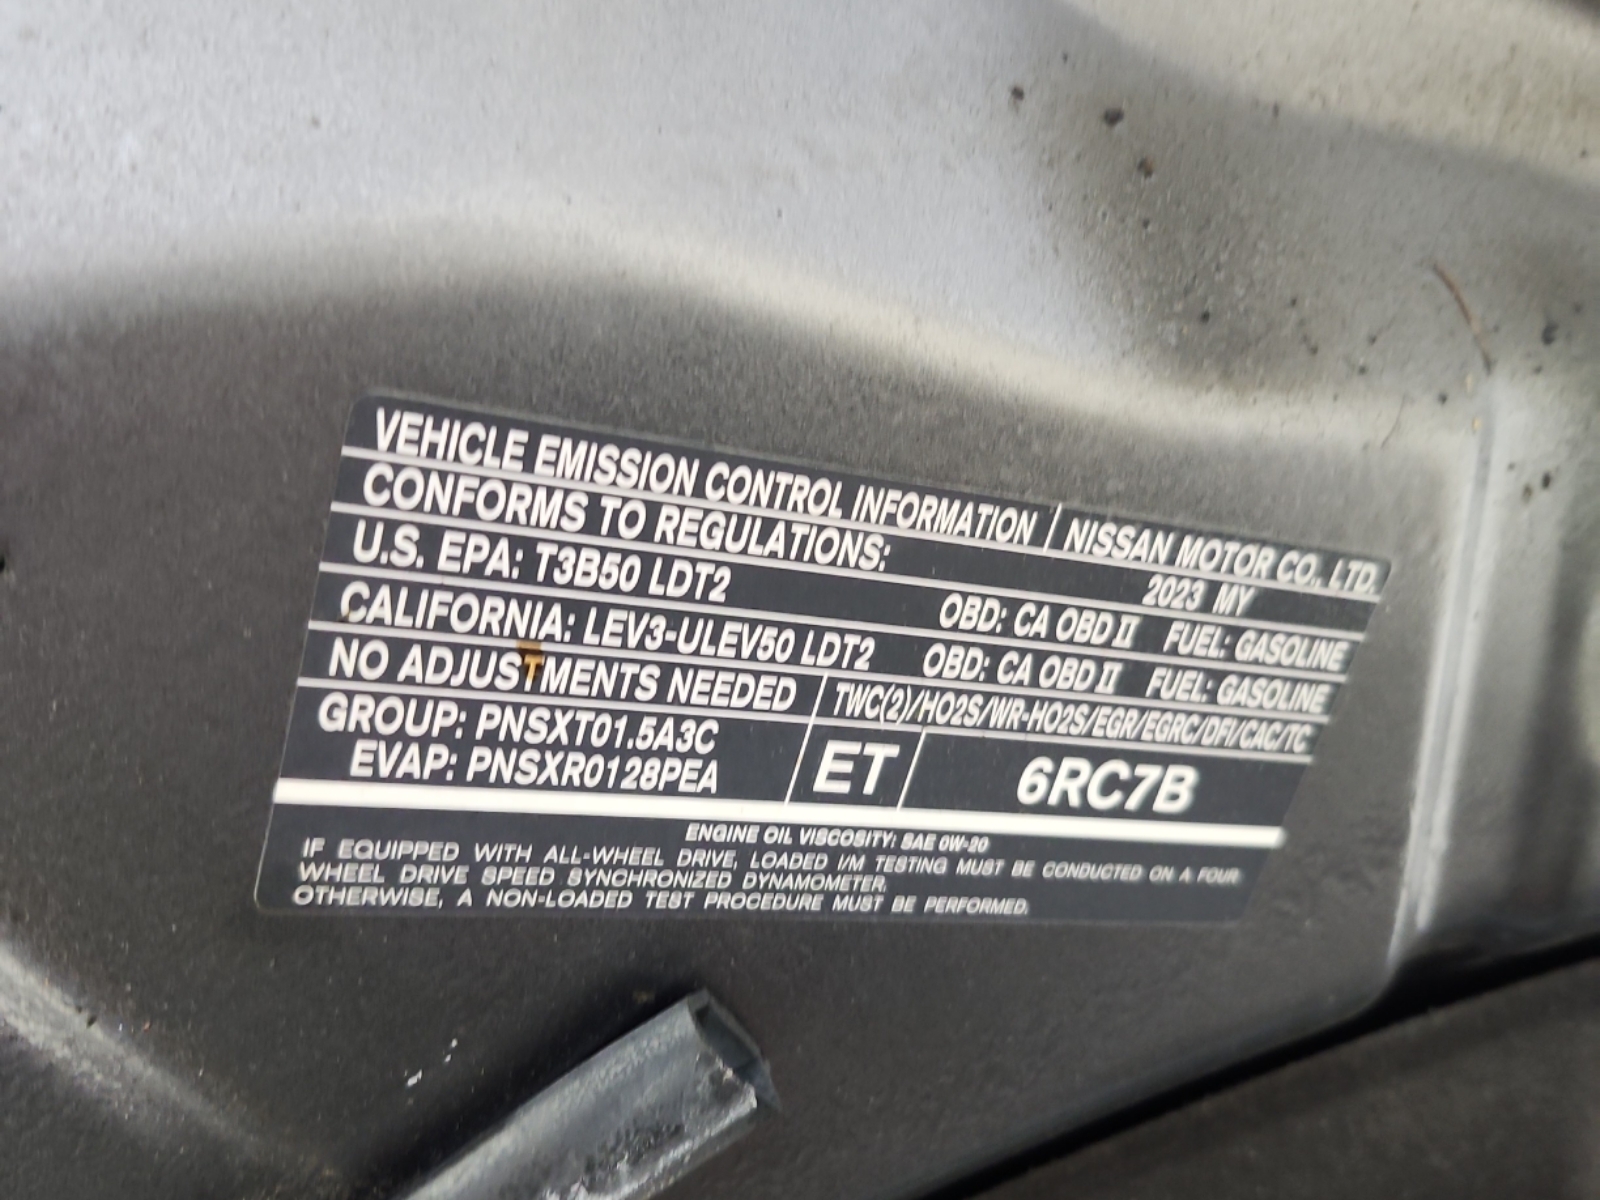 VEHICLE EMISSION CONTROL INFORMATION NISSAN MOTOR CO., LTD.
CONFORMS TO REGULATIONS: 2023 MY
U.S. EPA: T3B50 LDT2 OBD: CA OBD II FUEL: GASOLINE
CALIFORNIA: LEV3-ULEV50 LDT2 OBD: CA OBD II FUEL: GASOLINE
NO ADJUSTMENTS NEEDED TWC(2)/HO2S/WR-HO2S/EGR/EGRC/DFI/CAC/TC
GROUP: PNSXT01.5A3C
EVAP: PNSXR0128PEA
ET 6RC7B
ENGINE OIL VISCOSITY: SAE 0W-20
IF EQUIPPED WITH ALL-WHEEL DRIVE, LOADED I/M TESTING MUST BE CONDUCTED ON A FOUR
WHEEL DRIVE SPEED SYNCHRONIZED DYNAMOMETER.
OTHERWISE, A NON-LOADED TEST PROCEDURE MUST BE PERFORMED.